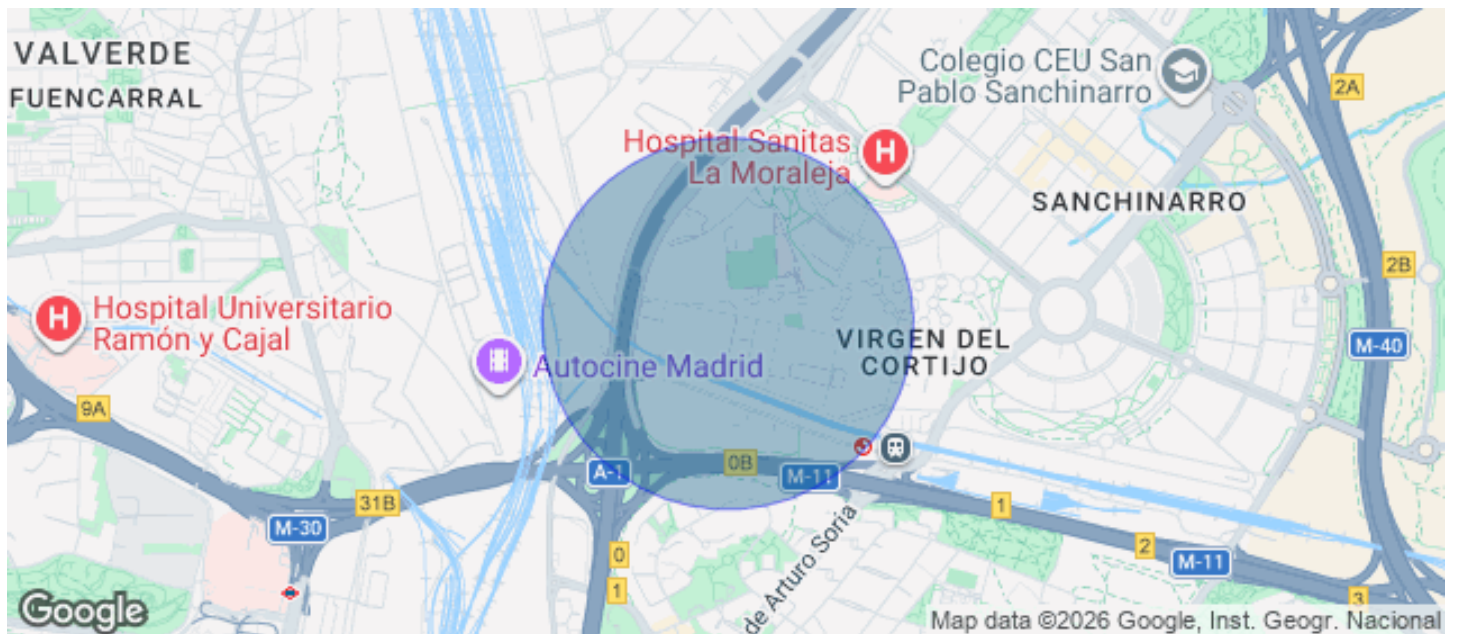 VALVERDE
FUENCARRAL
Colegio CEU San
Pablo Sanchinarro
2A
Hospital Sanitas
La Moraleja
H
SANCHINARRO
2B
H
Hospital Universitario
Ramón y Cajal
VIRGEN DEL
CORTIJO
M-40
Autocine Madrid
9A
0B
A-1
M-11
31B
M-30
1
2
M-11
0
1
de Arturo Soria
3
Google
Map data ©2026 Google, Inst. Geogr. Nacional